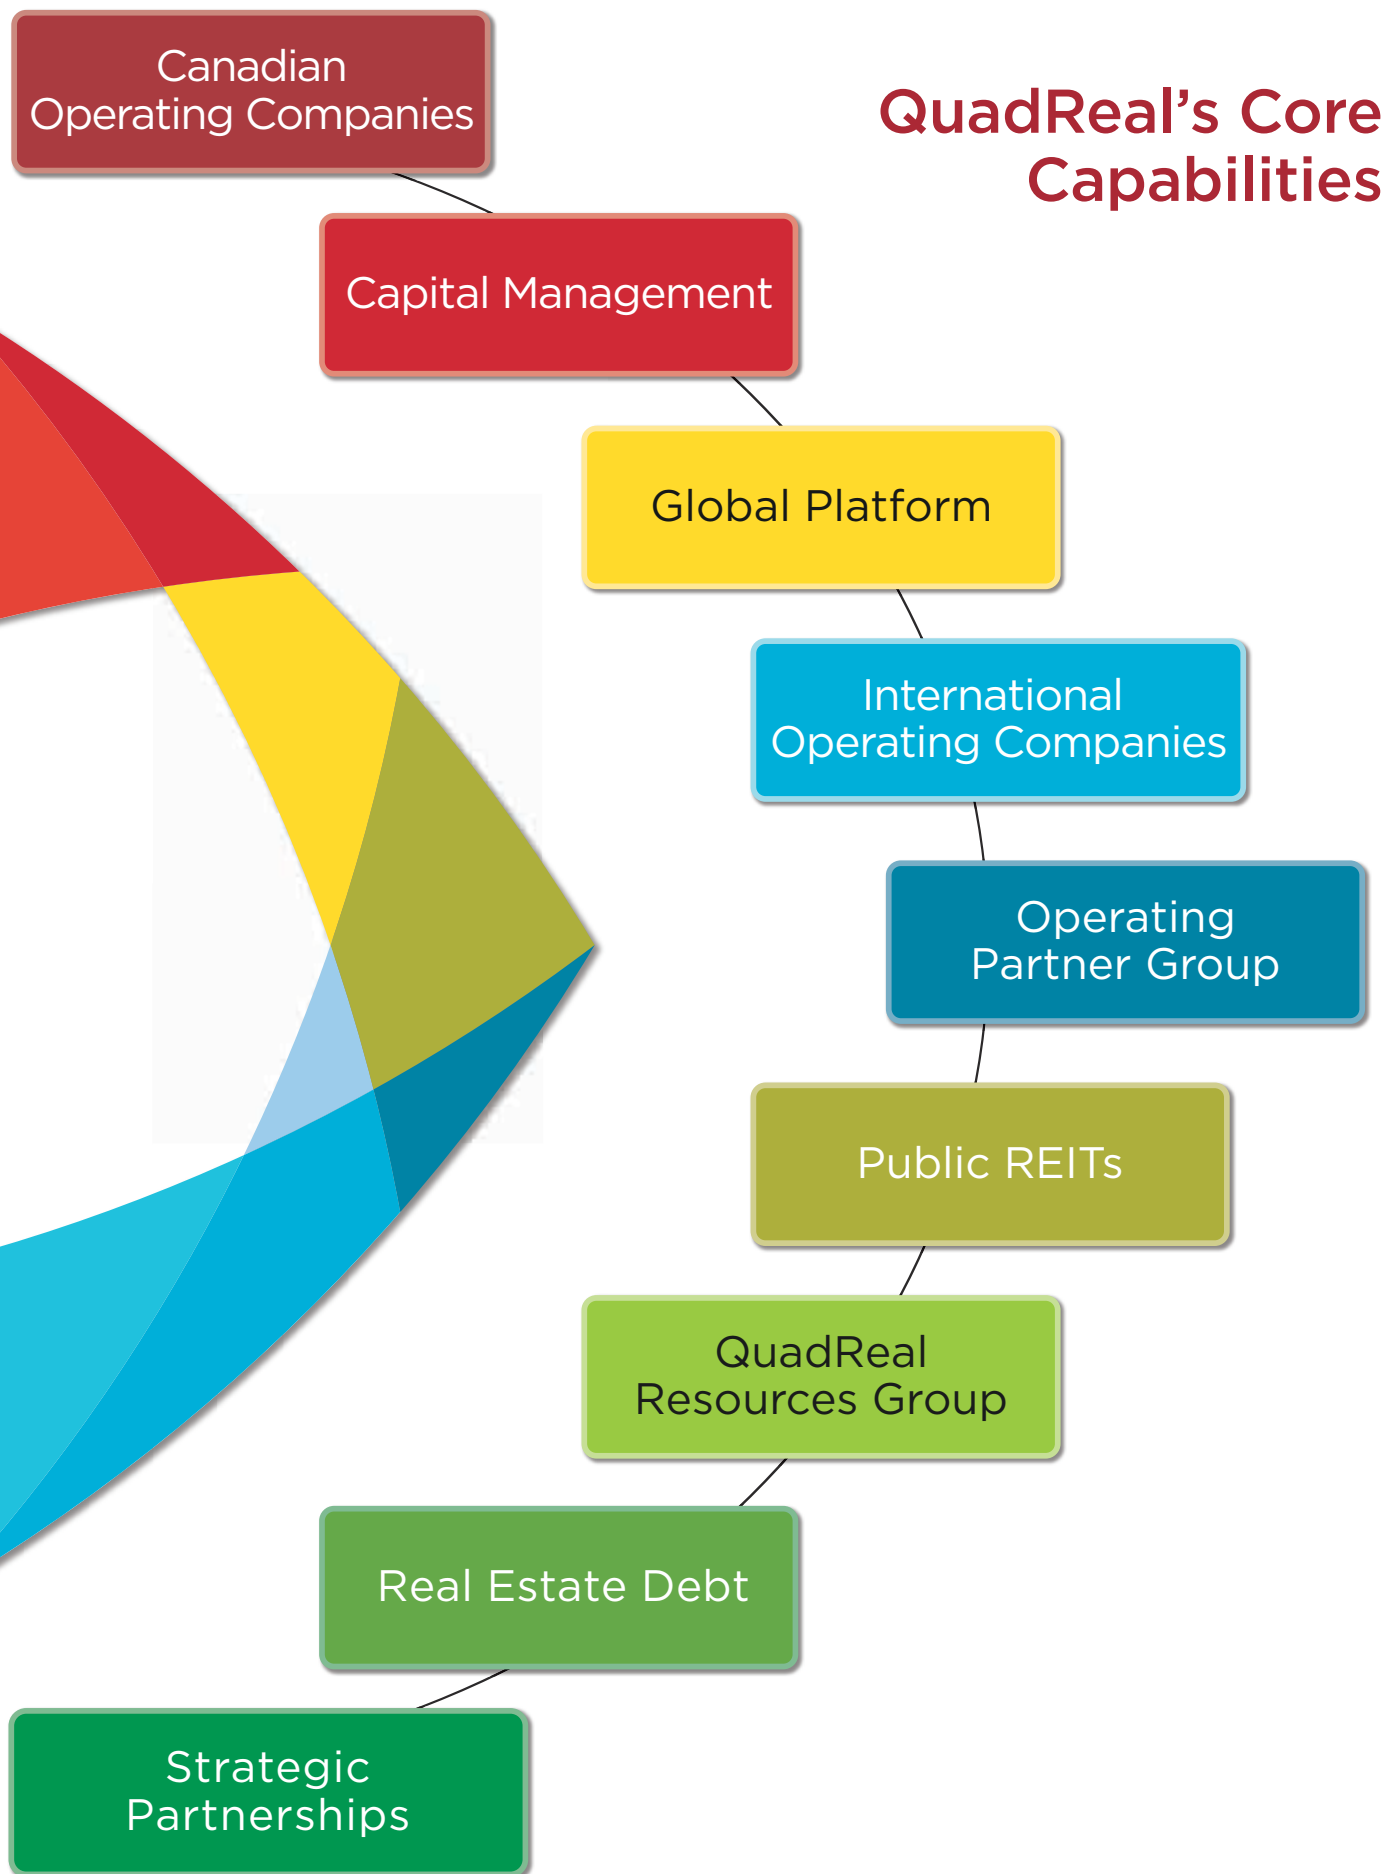 Canadian
Operating Companies
QuadReal’s Core
Capabilities
Capital Management
Global Platform
International
Operating Companies
Operating
Partner Group
Public REITs
QuadReal
Resources Group
Real Estate Debt
Strategic
Partnerships